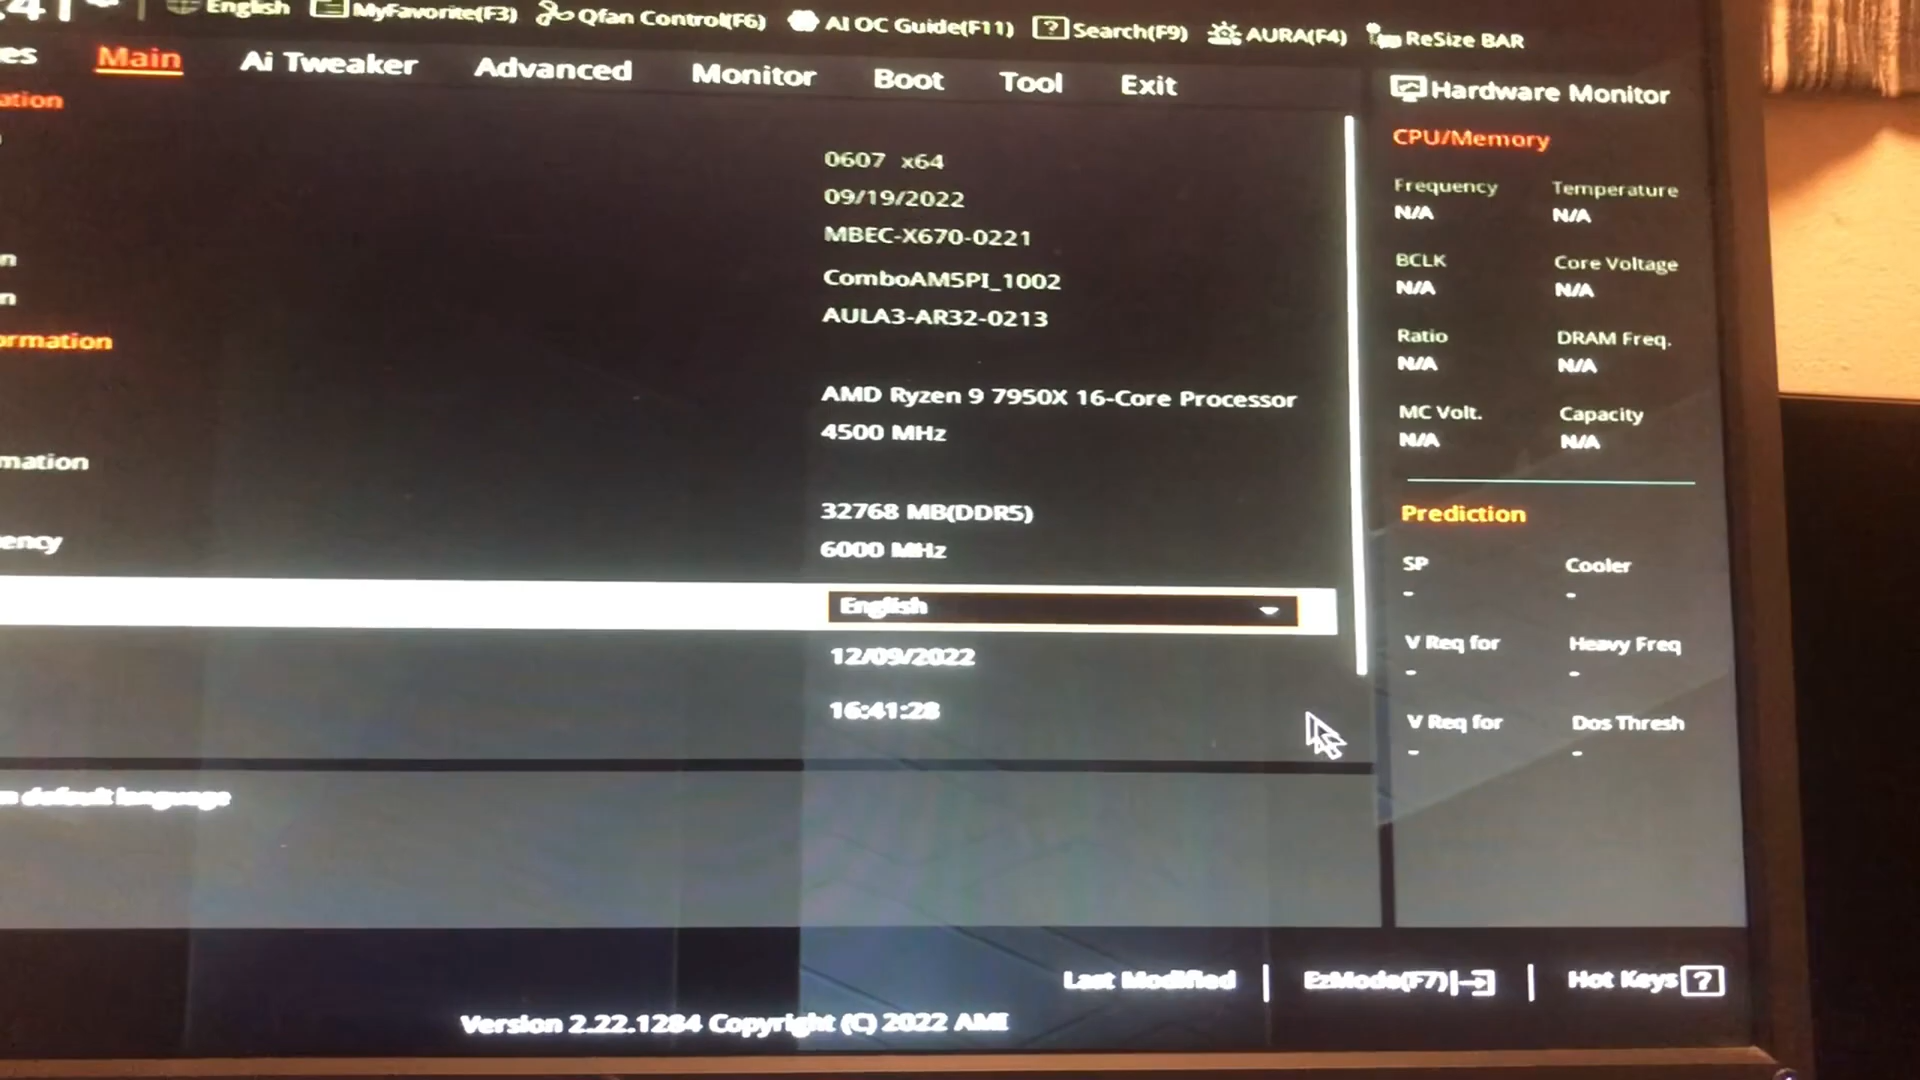 English MyFavorite(F3) Qfan Control(F6) AI OC Guide(F11) ? Search(F9) AURA(F4) ReSize BAR
es Main Ai Tweaker Advanced Monitor Boot Tool Exit
Hardware Monitor
ation
CPU/Memory
0607 x64
Frequency Temperature
09/19/2022
N/A N/A
MBEC-X670-0221
n
BCLK Core Voltage
ComboAM5PI_1002
N/A N/A
n
AULA3-AR32-0213
ormation
Ratio DRAM Freq.
N/A N/A
AMD Ryzen 9 7950X 16-Core Processor
MC Volt. Capacity
4500 MHz
N/A N/A
mation
32768 MB(DDR5)
Prediction
ency
6000 MHz
SP Cooler
- -
English
V Req for Heavy Freq
12/09/2022
- -
16:41:28
V Req for Dos Thresh
- -
default language
Last Modified | EzMode(F7) | Hot Keys ?
Version 2.22.1284 Copyright (C) 2022 AMI